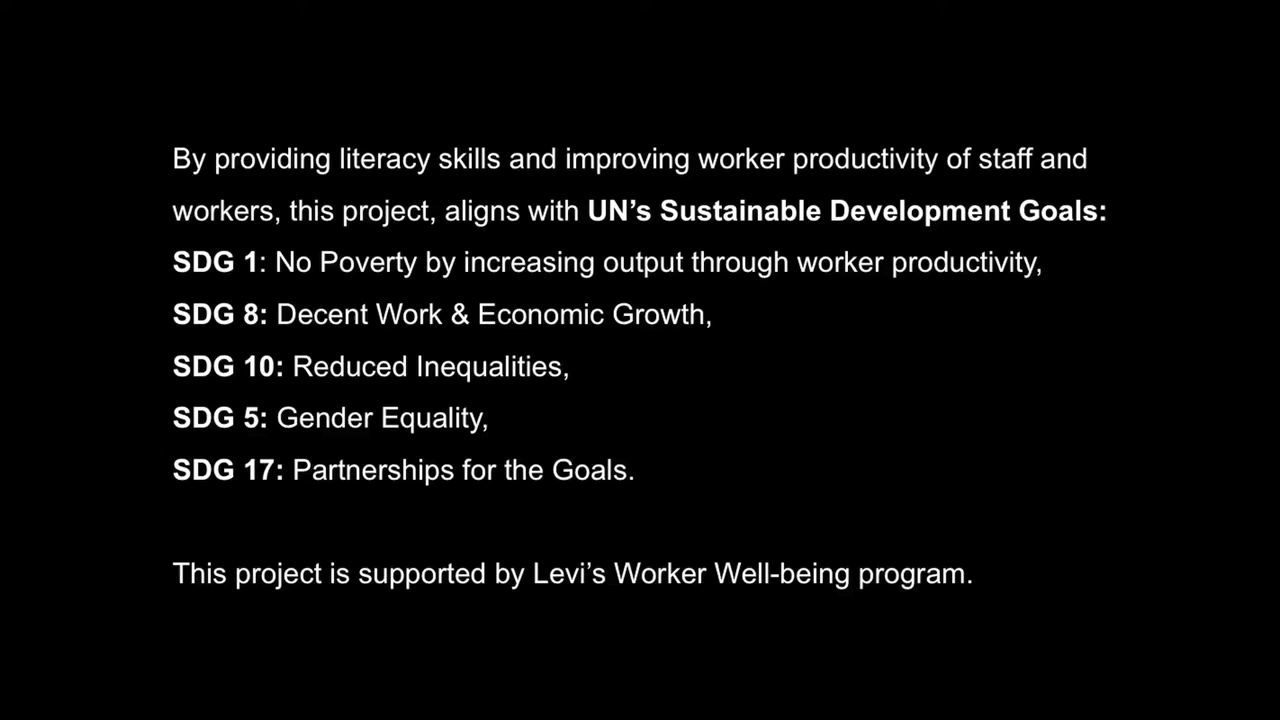 By providing literacy skills and improving worker productivity of staff and
workers, this project, aligns with UN’s Sustainable Development Goals:
SDG 1: No Poverty by increasing output through worker productivity,
SDG 8: Decent Work & Economic Growth,
SDG 10: Reduced Inequalities,
SDG 5: Gender Equality,
SDG 17: Partnerships for the Goals.
This project is supported by Levi’s Worker Well-being program.